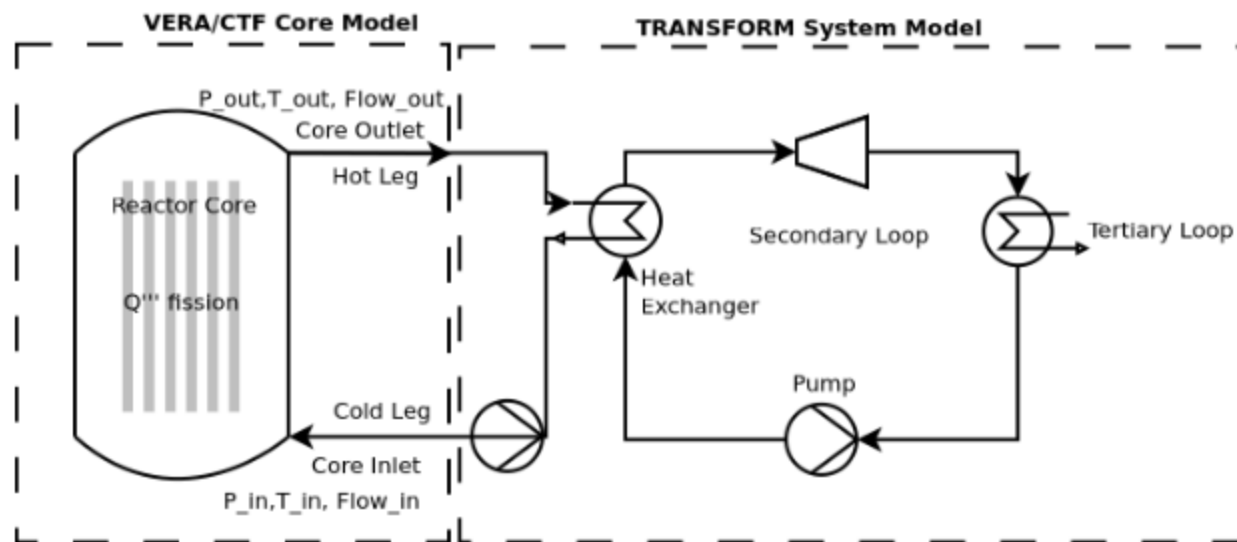 VERA/CTF Core Model
TRANSFORM System Model
P_out,T_out, Flow_out
Core Outlet
Hot Leg
Reactor Core
Q''' fission
Secondary Loop
Tertiary Loop
Heat
Exchanger
Pump
Cold Leg
Core Inlet
P_in,T_in, Flow_in